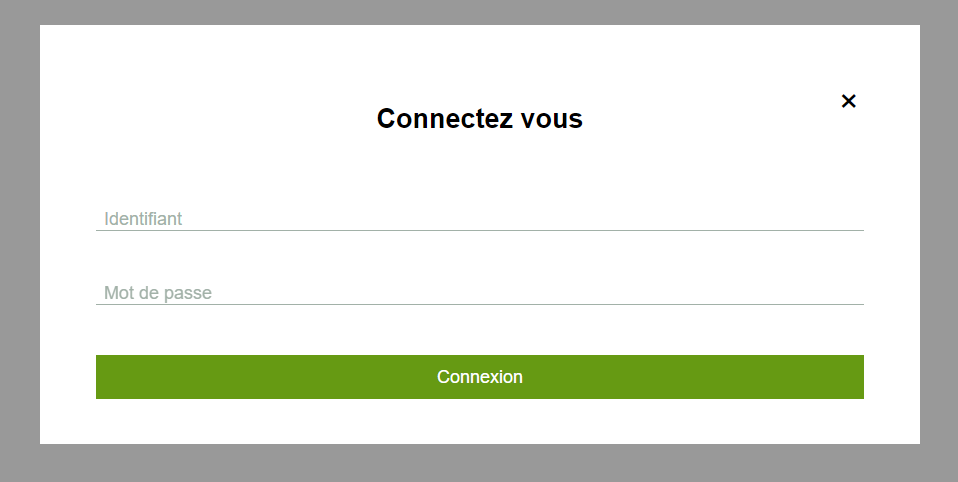 Connectez vous
Identifiant
Mot de passe
Connexion